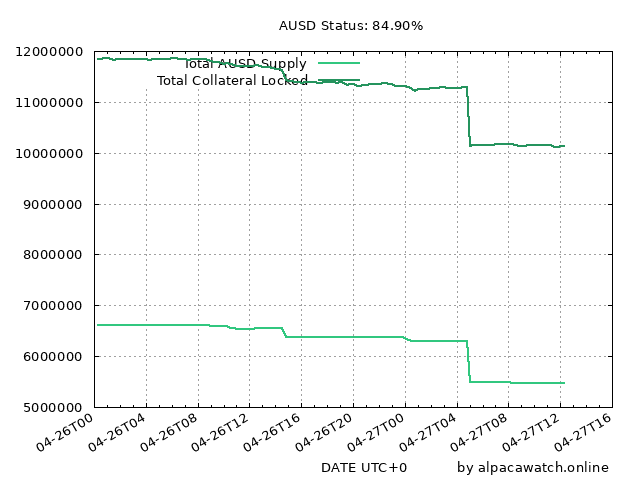 AUSD Status: 84.90%
12000000
11000000
10000000
9000000
8000000
7000000
6000000
5000000
Total AUSD Supply
Total Collateral Locked
04-26T00
04-26T04
04-26T08
04-26T12
04-26T16
04-26T20
04-27T00
04-27T04
04-27T08
04-27T12
04-27T16
DATE UTC+0
by alpacawatch.online